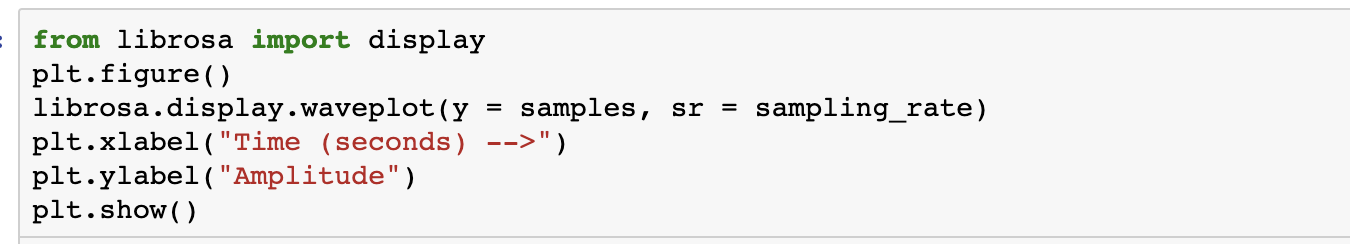 from librosa import display
plt.figure()
librosa.display.waveplot(y = samples, sr = sampling_rate)
plt.xlabel("Time (seconds) -->")
plt.ylabel("Amplitude")
plt.show()